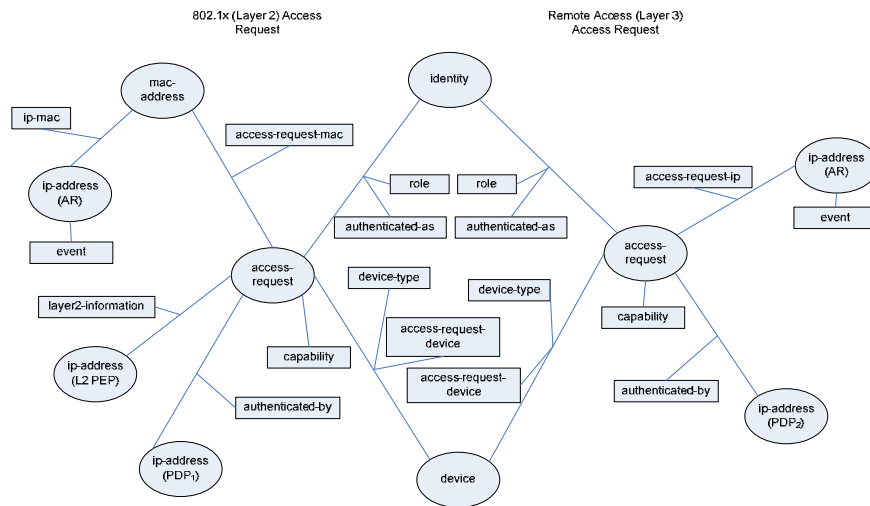 802.1x (Layer 2) Access
Request
Remote Access (Layer 3)
Access Request
mac-
address
identity
ip-mac
access-request-mac
ip-address
(AR)
access-request-ip
ip-address
(AR)
role
role
event
authenticated-as
authenticated-as
event
access-
request
access-
request
device-type
device-type
layer2-information
capability
access-request-
device
capability
ip-address
(L2 PEP)
access-request-
device
authenticated-by
authenticated-by
ip-address
(PDP₂)
ip-address
(PDP₁)
device